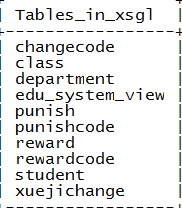 Tables_in_xsgl
changecode
class
department
edu_system_view
punish
punishcode
reward
rewardcode
student
xuejichange